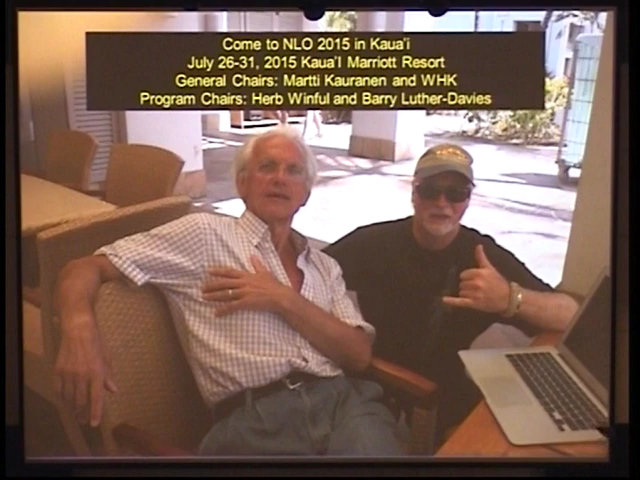 Come to NLO 2015 in Kaua'i
July 26-31, 2015 Kaua'I Marriott Resort
General Chairs: Martti Kauranen and WHK
Program Chairs: Herb Winful and Barry Luther-Davies